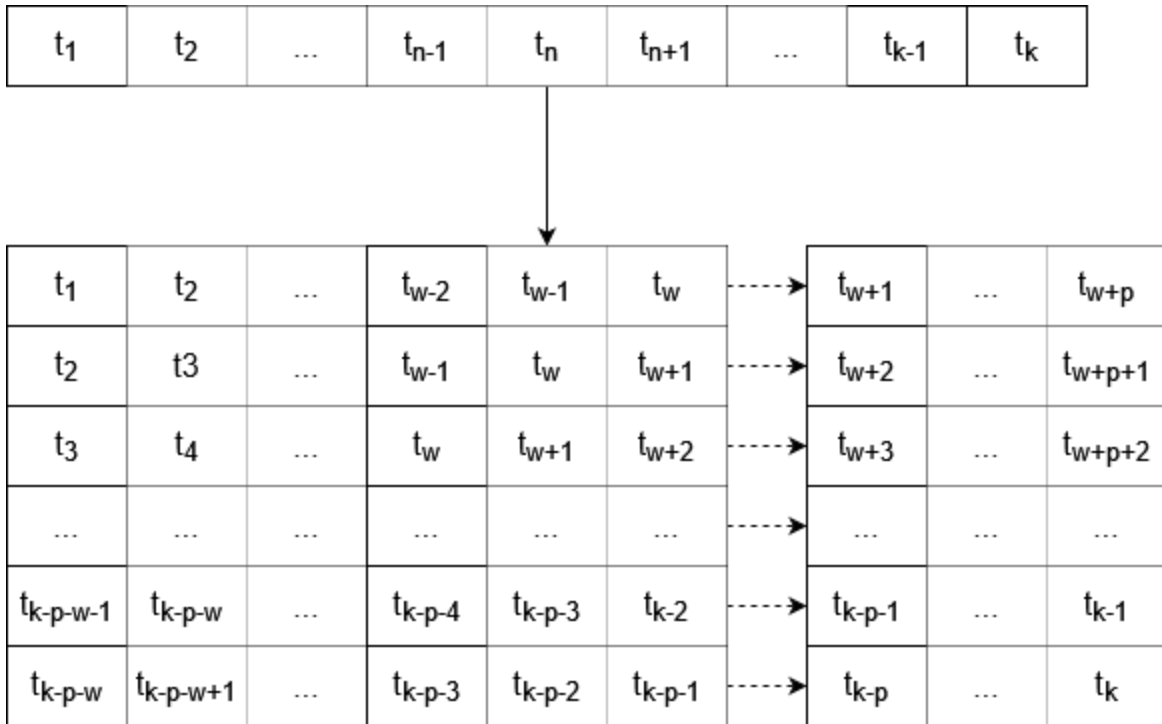 t1 t2 ... tn-1 tn tn+1 ... tk-1 tk
t1 t2 ... tw-2 tw-1 tw tw+1 ... tw+p
t2 t3 ... tw-1 tw tw+1 tw+2 ... tw+p+1
t3 t4 ... tw tw+1 tw+2 tw+3 ... tw+p+2
... ... ... ... ... ... ... ... ...
tk-p-w-1 tk-p-w ... tk-p-4 tk-p-3 tk-2 tk-p-1 ... tk-1
tk-p-w tk-p-w+1 ... tk-p-3 tk-p-2 tk-p-1 tk-p ... tk